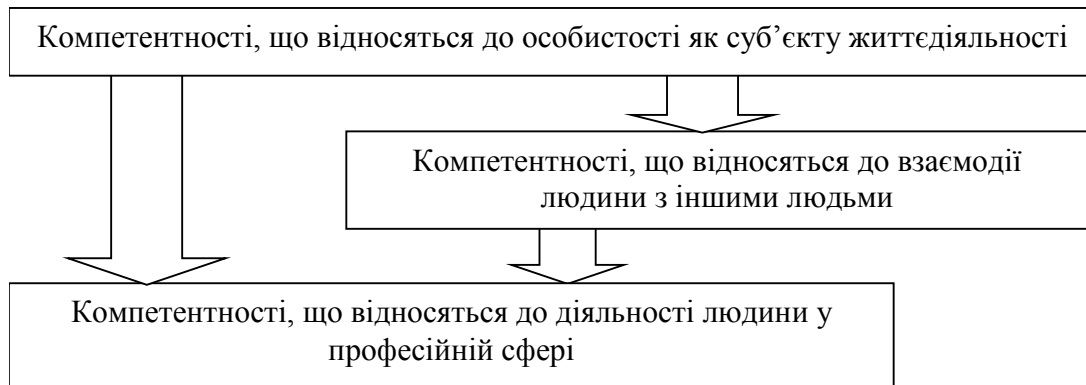 Компетентності, що відносяться до особистості як суб’єкту життєдіяльності
Компетентності, що відносяться до взаємодії
людини з іншими людьми
Компетентності, що відносяться до діяльності людини у
професійній сфері